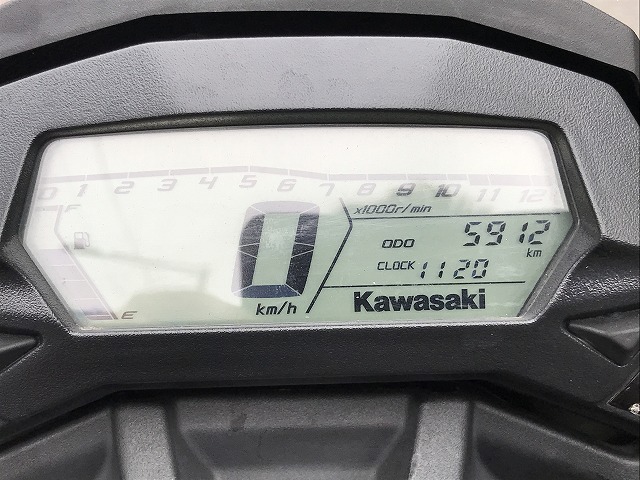 0 1 2 3 4 5 6 7 8 9 10 11 12
x1000r/min
F
ODO 5912 km
CLOCK 1120
0
km/h
Kawasaki
E